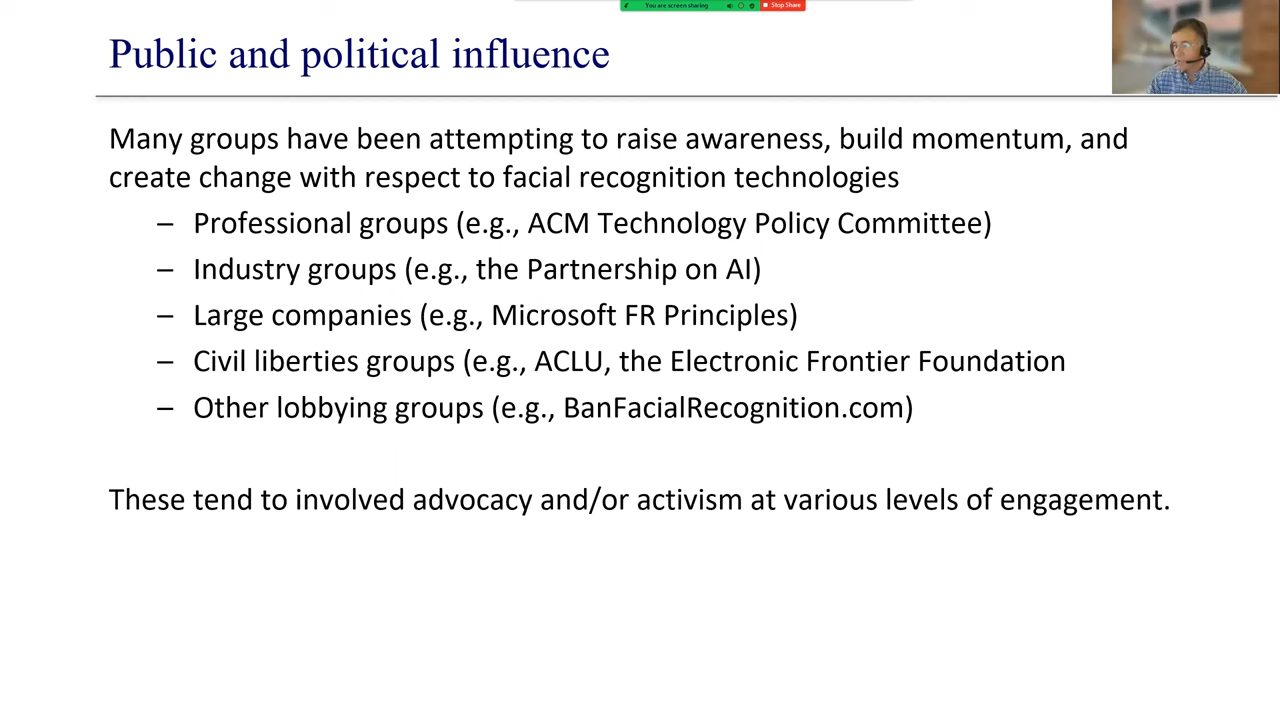 You are screen sharing
Stop Share
Public and political influence
Many groups have been attempting to raise awareness, build momentum, and
create change with respect to facial recognition technologies
– Professional groups (e.g., ACM Technology Policy Committee)
– Industry groups (e.g., the Partnership on AI)
– Large companies (e.g., Microsoft FR Principles)
– Civil liberties groups (e.g., ACLU, the Electronic Frontier Foundation
– Other lobbying groups (e.g., BanFacialRecognition.com)
These tend to involved advocacy and/or activism at various levels of engagement.